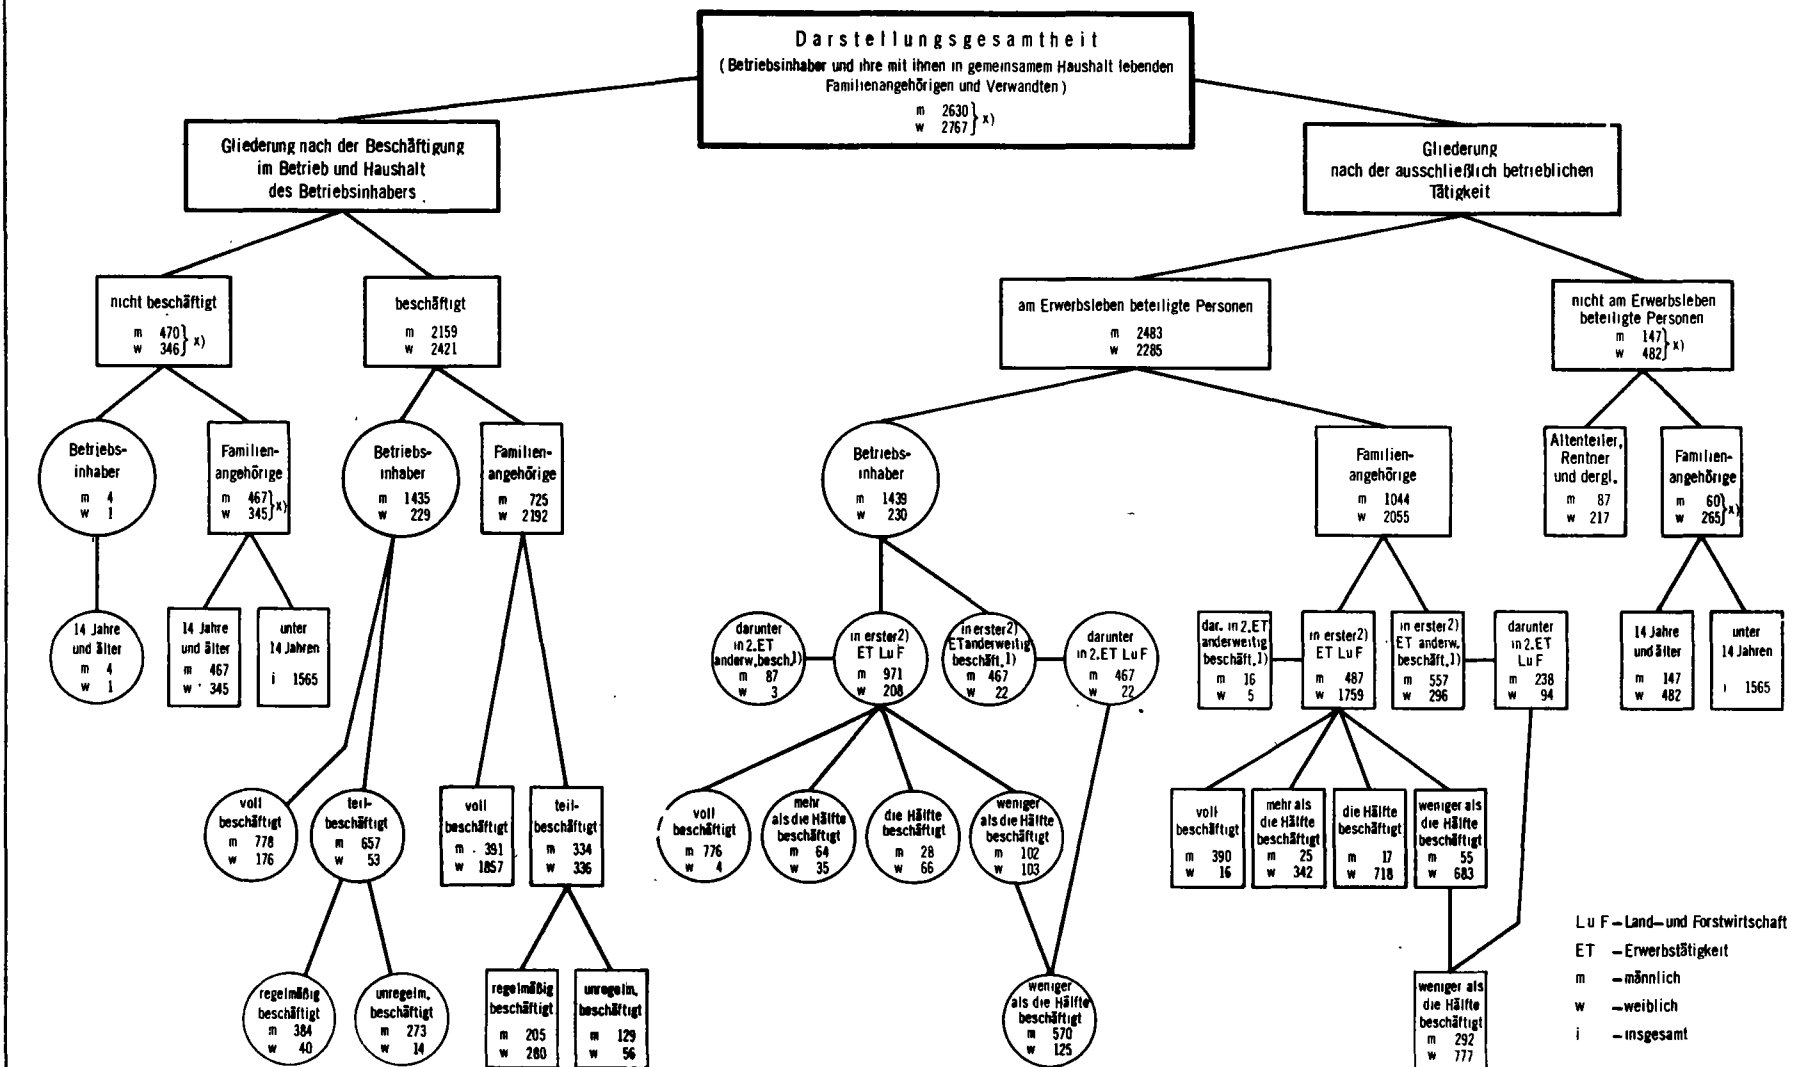 Darstellungsgesamtheit
( Betriebsinhaber und ihre mit ihnen in gemeinsamem Haushalt lebenden
Familienangehörigen und Verwandten )
m 2630 } x)
w 2767
Gliederung nach der Beschäftigung
im Betrieb und Haushalt
des Betriebsinhabers
Gliederung
nach der ausschließlich betrieblichen
Tätigkeit
nicht beschäftigt
m 470 } x)
w 346
beschäftigt
m 2159
w 2421
am Erwerbsleben beteiligte Personen
m 2483
w 2285
nicht am Erwerbsleben
beteiligte Personen
m 147 } x)
w 482
Betriebs-
inhaber
m 4
w 1
Familien-
angehörige
m 467 } x)
w 345
Betriebs-
inhaber
m 1435
w 229
Familien-
angehörige
m 725
w 2192
Betriebs-
inhaber
m 1439
w 230
Familien-
angehörige
m 1044
w 2055
Altenteiler,
Rentner
und dergl.
m 87
w 217
Familien-
angehörige
m 60 } x)
w 265
14 Jahre
und älter
m 4
w 1
14 Jahre
und älter
m 467
w 345
unter
14 Jahren
i 1565
darunter
in 2. ET
anderw. besch.1)
m 87
w 3
in erster2)
ET LuF
m 971
w 208
in erster2)
ET anderweitig
beschäft.1)
m 467
w 22
darunter
in 2. ET LuF
m 467
w 22
dar. in 2. ET
anderweitig
beschäft.1)
m 16
w 5
in erster2)
ET LuF
m 487
w 1759
in erster2)
ET anderw.
beschäft.1)
m 557
w 296
darunter
in 2. ET
LuF
m 238
w 94
14 Jahre
und älter
m 147
w 482
unter
14 Jahren
i 1565
voll
beschäftigt
m 778
w 176
teil-
beschäftigt
m 657
w 53
voll
beschäftigt
m 391
w 1857
teil-
beschäftigt
m 334
w 336
voll
beschäftigt
m 776
w 4
mehr
als die Hälfte
beschäftigt
m 64
w 35
die Hälfte
beschäftigt
m 28
w 66
weniger
als die Hälfte
beschäftigt
m 102
w 103
voll
beschäftigt
m 390
w 16
mehr als
die Hälfte
beschäftigt
m 25
w 342
die Hälfte
beschäftigt
m 17
w 718
weniger als
die Hälfte
beschäftigt
m 55
w 683
regelmäßig
beschäftigt
m 384
w 40
unregelm.
beschäftigt
m 273
w 14
regelmäßig
beschäftigt
m 205
w 280
unregelm.
beschäftigt
m 129
w 56
weniger
als die Hälfte
beschäftigt
m 570
w 125
weniger als
die Hälfte
beschäftigt
m 292
w 777
LuF – Land- und Forstwirtschaft
ET – Erwerbstätigkeit
m – männlich
w – weiblich
i – insgesamt